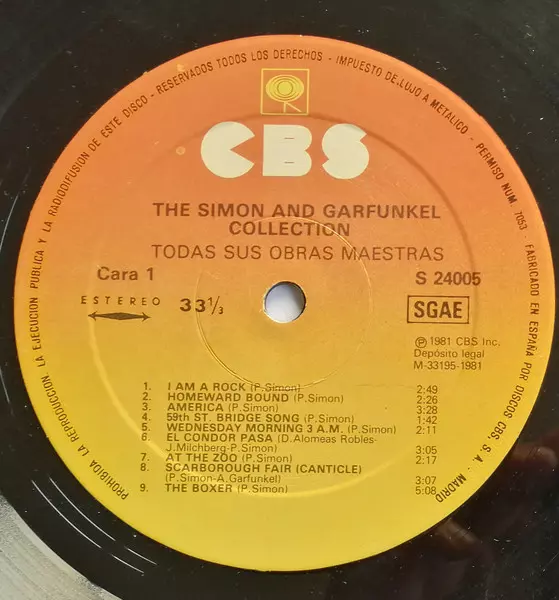 PROHIBIDA LA REPRODUCCION, LA EJECUCION PUBLICA Y LA RADIODIFUSION DE ESTE DISCO - RESERVADOS TODOS LOS DERECHOS - IMPUESTO DE LUJO A METALICO - PERMISO NUM. 7053 - FABRICADO EN ESPAÑA POR DISCOS CBS, S. A. - MADRID
CBS
THE SIMON AND GARFUNKEL
COLLECTION
TODAS SUS OBRAS MAESTRAS
Cara 1 S 24005
ESTEREO 33 1/3 SGAE
℗ 1981 CBS Inc.
Depósito legal
M-33195-1981
1. I AM A ROCK (P.Simon) 2:49
2. HOMEWARD BOUND (P.Simon) 2:26
3. AMERICA (P.Simon) 3:28
4. 59th ST. BRIDGE SONG (P.Simon) 1:42
5. WEDNESDAY MORNING 3 A.M. (P.Simon) 2:11
6. EL CONDOR PASA (D.Alomeas Robles-
J.Milchberg-P.Simon) 3:05
7. AT THE ZOO (P.Simon) 2:17
8. SCARBOROUGH FAIR (CANTICLE)
(P.Simon-A.Garfunkel) 3:07
9. THE BOXER (P.Simon) 5:08